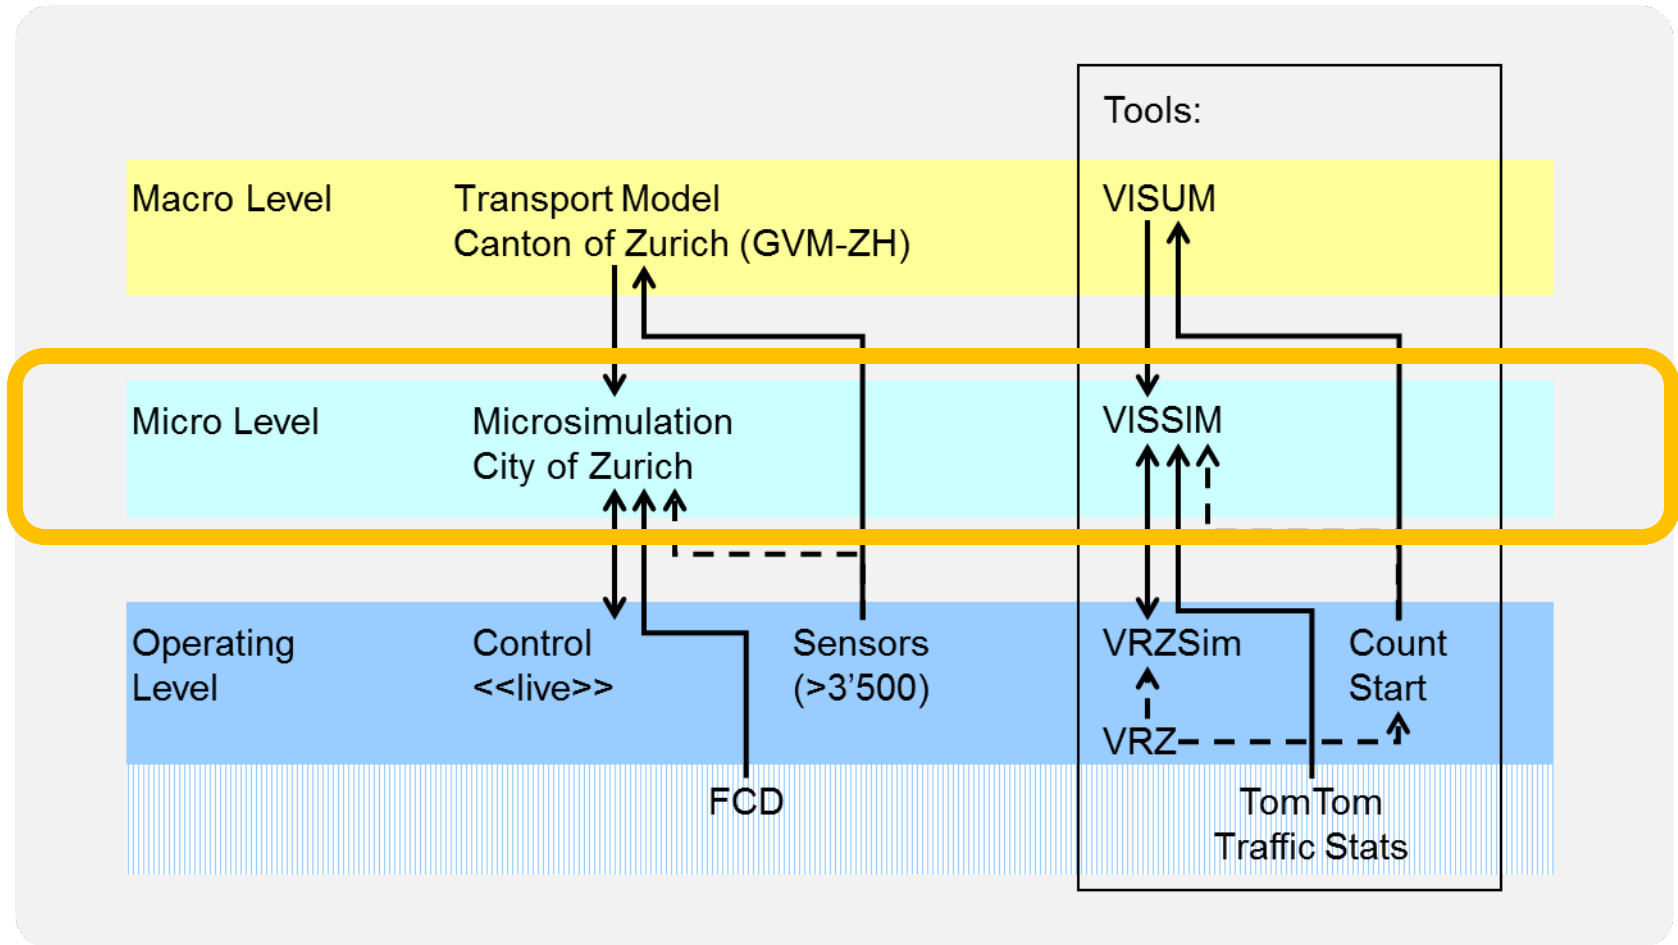 Tools:
Macro Level
Transport Model
Canton of Zurich (GVM-ZH)
VISUM
Micro Level
Microsimulation
City of Zurich
VISSIM
Operating
Level
Control
<<live>>
Sensors
(>3'500)
VRZSim
VRZ
Count
Start
FCD
TomTom
Traffic Stats